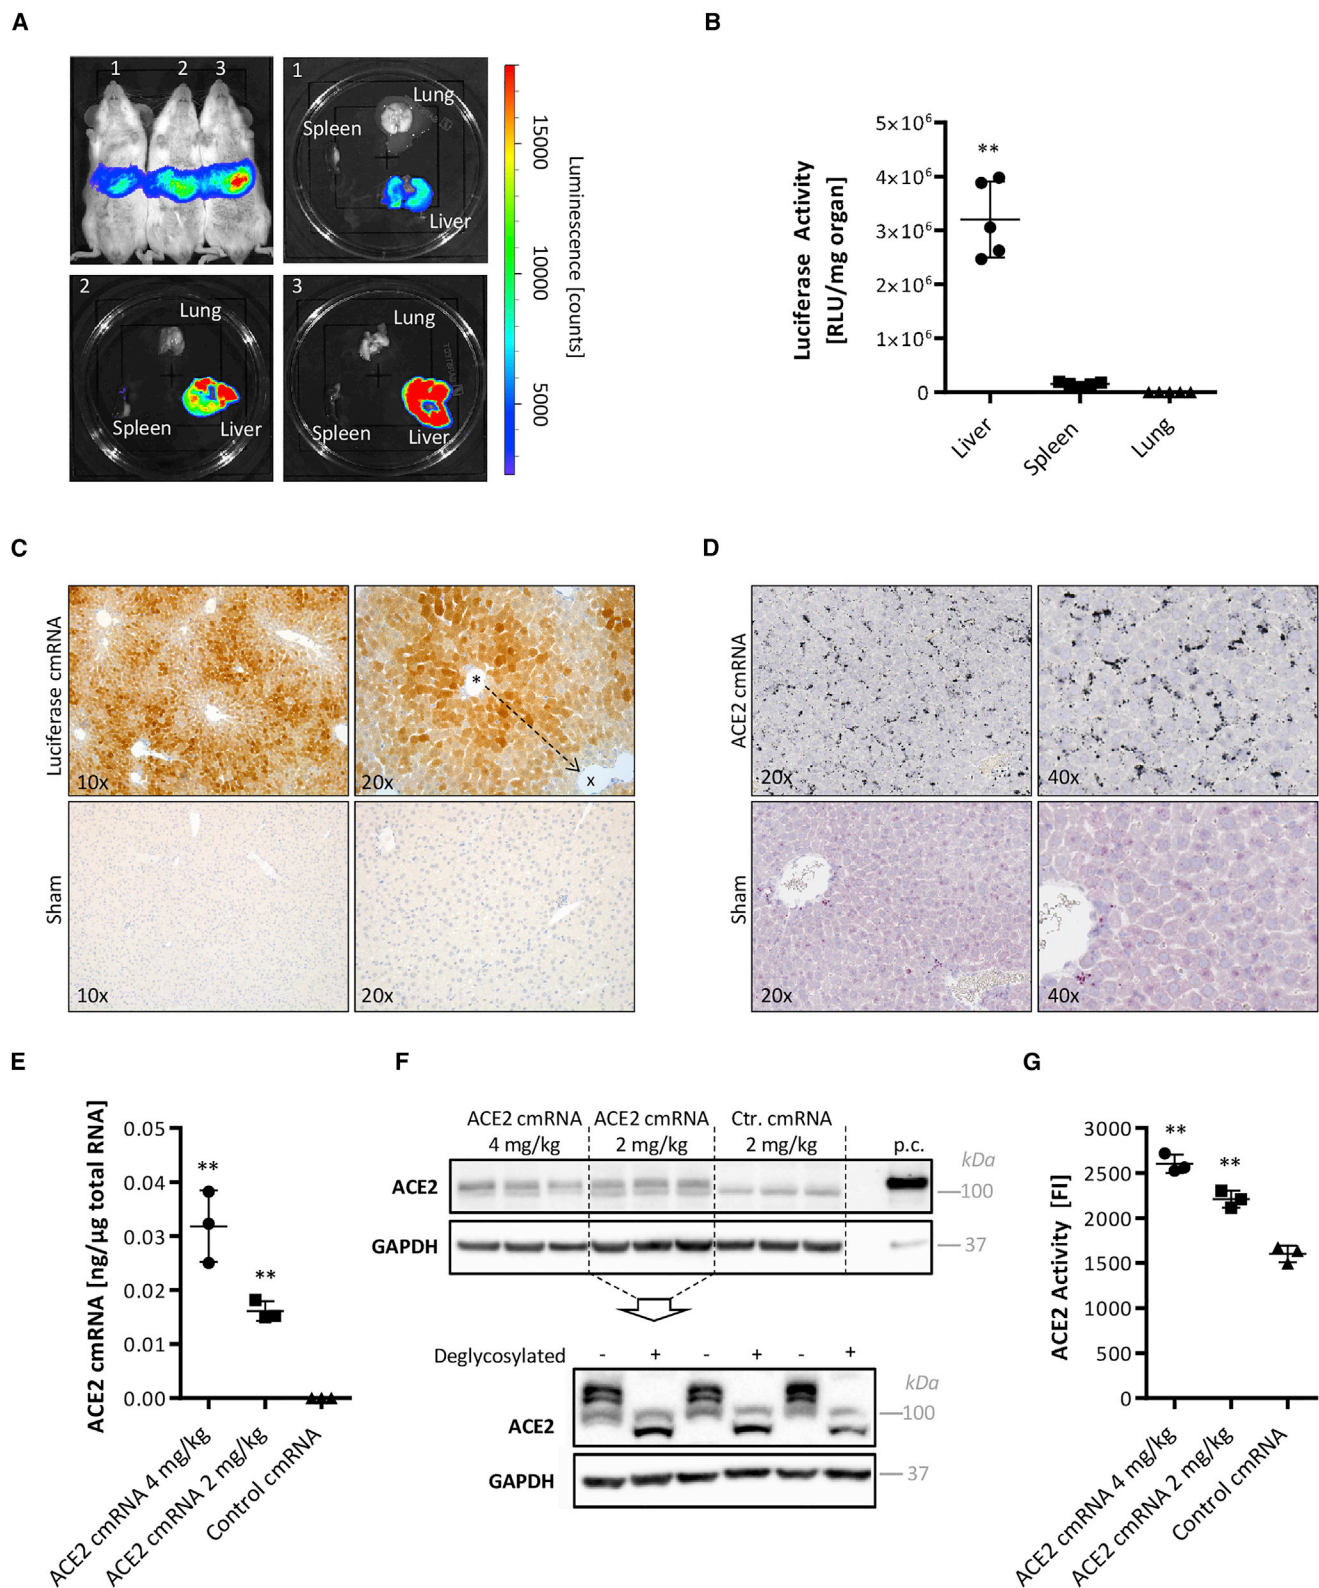 A
1 2 3
1
Lung
Spleen
Liver
2
Lung
Spleen
Liver
3
Lung
Spleen
Liver
15000
10000
5000
Luminescence [counts]
B
Luciferase Activity
[RLU/mg organ]
5×10⁶
4×10⁶
3×10⁶
2×10⁶
1×10⁶
0
**
Liver
Spleen
Lung
C
Luciferase cmRNA
10x
20x
*
x
Sham
10x
20x
D
ACE2 cmRNA
20x
40x
Sham
20x
40x
E
ACE2 cmRNA [ng/µg total RNA]
0.05
0.04
0.03
0.02
0.01
0.00
**
**
ACE2 cmRNA 4 mg/kg
ACE2 cmRNA 2 mg/kg
Control cmRNA
F
ACE2 cmRNA
4 mg/kg
ACE2 cmRNA
2 mg/kg
Ctr. cmRNA
2 mg/kg
p.c.
kDa
ACE2
100
GAPDH
37
Deglycosylated - + - + - +
kDa
100
ACE2
GAPDH
37
G
ACE2 Activity [FI]
3000
2500
2000
1500
1000
500
0
**
**
ACE2 cmRNA 4 mg/kg
ACE2 cmRNA 2 mg/kg
Control cmRNA